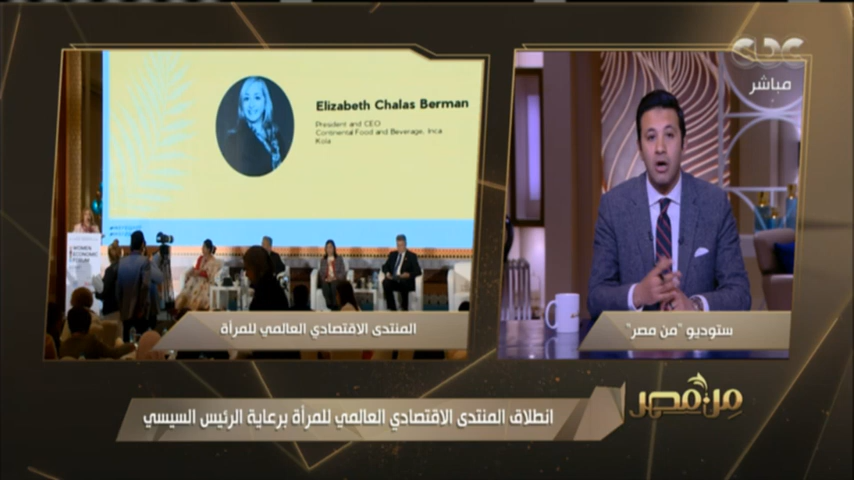 cbc
مباشر
Elizabeth Chalas Berman
President and CEO
Continental Food and Beverage, Inca
Kola
WOMEN
ECONOMIC
FORUM
المنتدى الاقتصادي العالمي للمرأة
ستوديو "من مصر"
انطلاق المنتدى الاقتصادي العالمي للمرأة برعاية الرئيس السيسي
من مصر